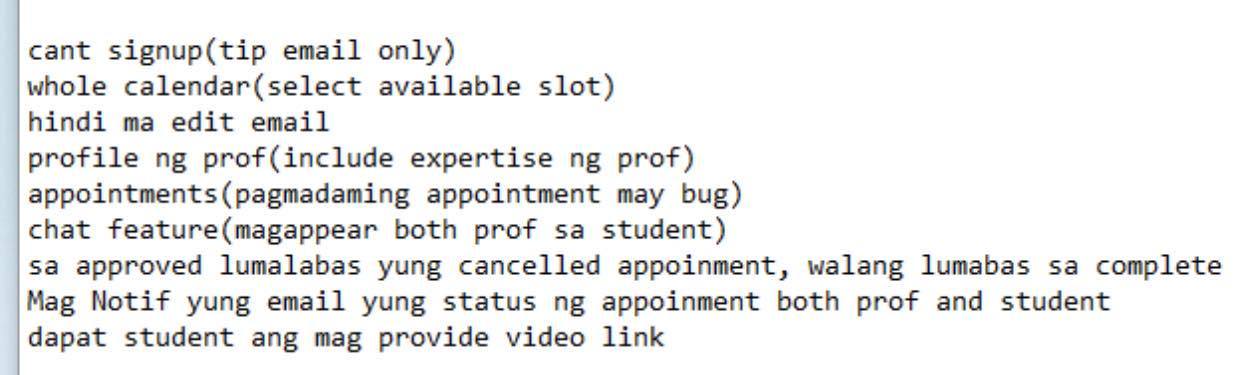 cant signup(tip email only)
whole calendar(select available slot)
hindi ma edit email
profile ng prof(include expertise ng prof)
appointments(pagmadaming appointment may bug)
chat feature(magappear both prof sa student)
sa approved lumalabas yung cancelled appoinment, walang lumabas sa complete
Mag Notif yung email yung status ng appoinment both prof and student
dapat student ang mag provide video link